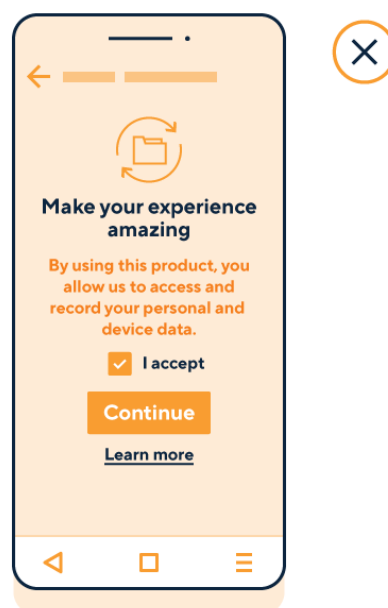 Make your experience
amazing
By using this product, you
allow us to access and
record your personal and
device data.
I accept
Continue
Learn more